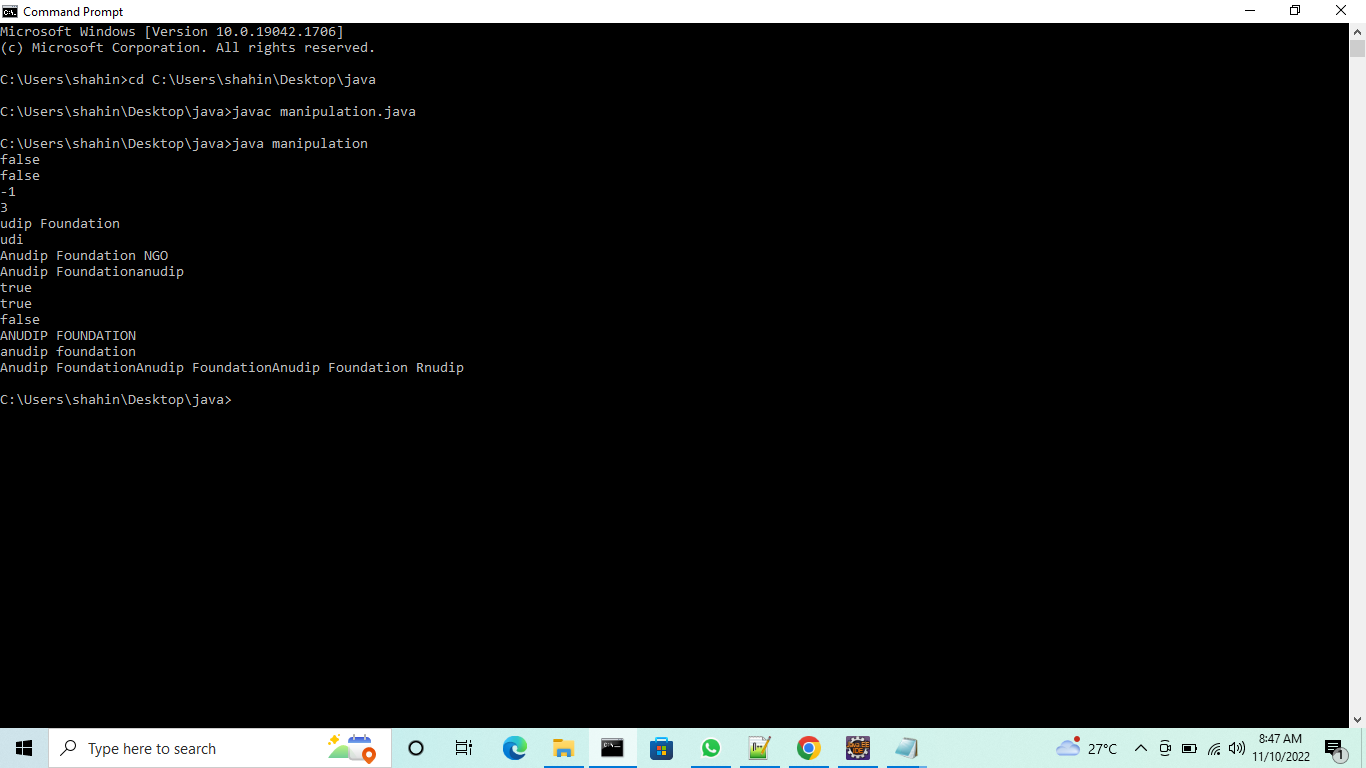 Command Prompt
Microsoft Windows [Version 10.0.19042.1706]
(c) Microsoft Corporation. All rights reserved.
C:\Users\shahin>cd C:\Users\shahin\Desktop\java
C:\Users\shahin\Desktop\java>javac manipulation.java
C:\Users\shahin\Desktop\java>java manipulation
false
false
-1
3
udip Foundation
udi
Anudip Foundation NGO
Anudip Foundationanudip
true
true
false
ANUDIP FOUNDATION
anudip foundation
Anudip FoundationAnudip FoundationAnudip Foundation Rnudip
C:\Users\shahin\Desktop\java>
Type here to search
27°C
8:47 AM
11/10/2022
1